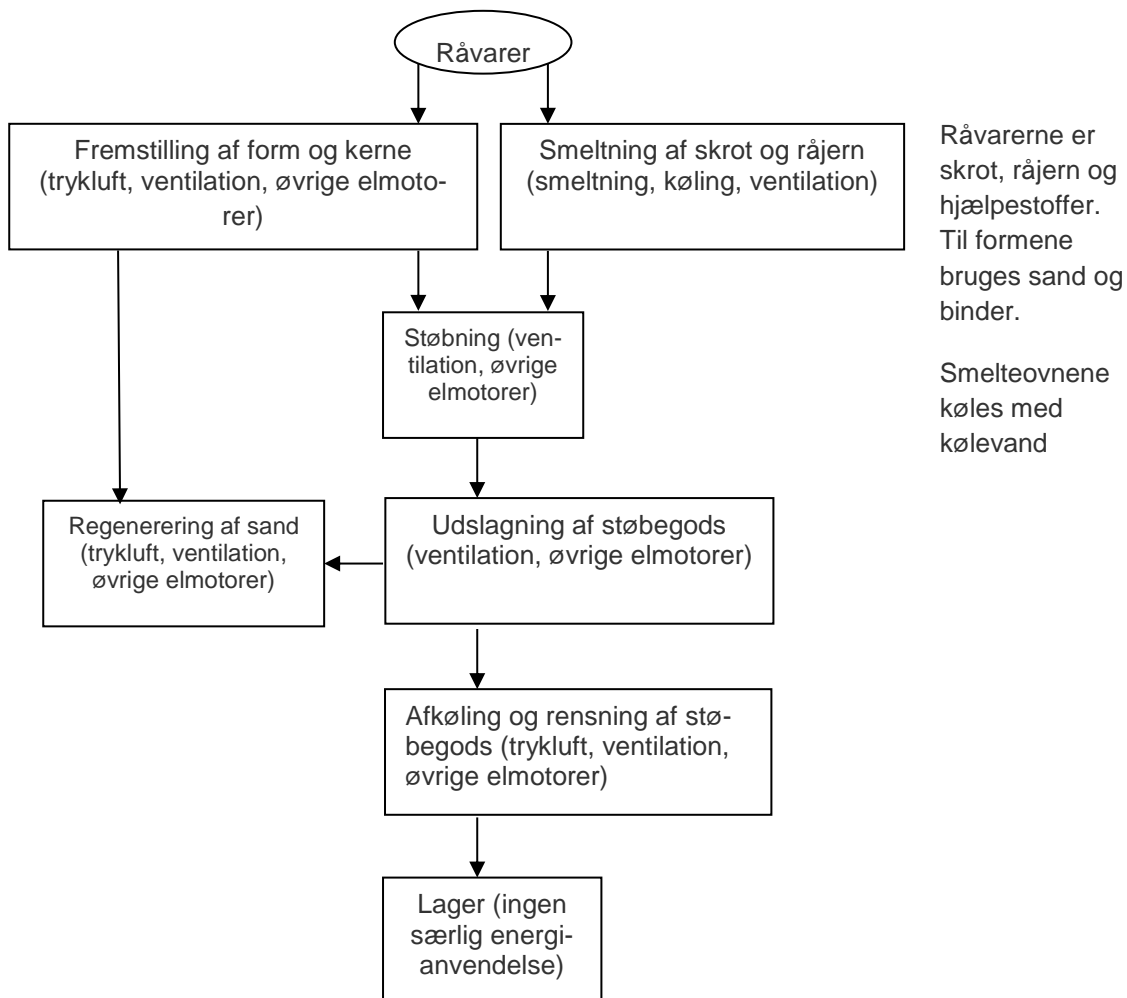 Råvarer
Fremstilling af form og kerne
(trykluft, ventilation, øvrige elmoto-
rer)
Smeltning af skrot og råjern
(smeltning, køling, ventilation)
Råvarerne er
skrot, råjern og
hjælpestoffer.
Til formene
bruges sand og
binder.
Smelteovnene
køles med
kølevand
Støbning (ven-
tilation, øvrige
elmotorer)
Regenerering af sand
(trykluft, ventilation,
øvrige elmotorer)
Udslagning af støbegods
(ventilation, øvrige elmotorer)
Afkøling og rensning af stø-
begods (trykluft, ventilation,
øvrige elmotorer)
Lager (ingen
særlig energi-
anvendelse)